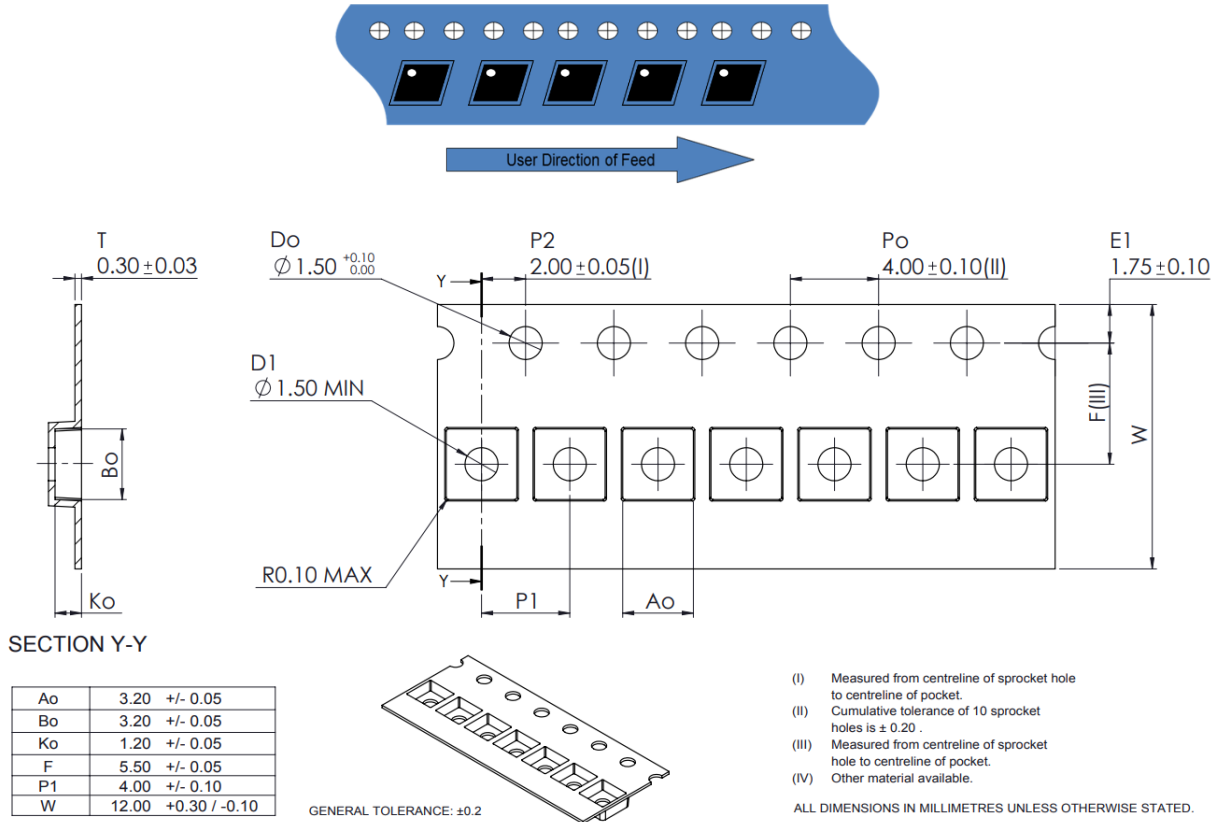 User Direction of Feed
T
0.30±0.03
Do
∅1.50 +0.10 0.00
P2
2.00±0.05(I)
Po
4.00±0.10(II)
E1
1.75±0.10
Y
D1
∅1.50 MIN
F(III)
W
Bo
R0.10 MAX
Y
Ko
P1
Ao
SECTION Y-Y
Ao 3.20 +/- 0.05
Bo 3.20 +/- 0.05
Ko 1.20 +/- 0.05
F 5.50 +/- 0.05
P1 4.00 +/- 0.10
W 12.00 +0.30 / -0.10
GENERAL TOLERANCE: ±0.2
(I) Measured from centreline of sprocket hole
to centreline of pocket.
(II) Cumulative tolerance of 10 sprocket
holes is ± 0.20 .
(III) Measured from centreline of sprocket
hole to centreline of pocket.
(IV) Other material available.
ALL DIMENSIONS IN MILLIMETRES UNLESS OTHERWISE STATED.